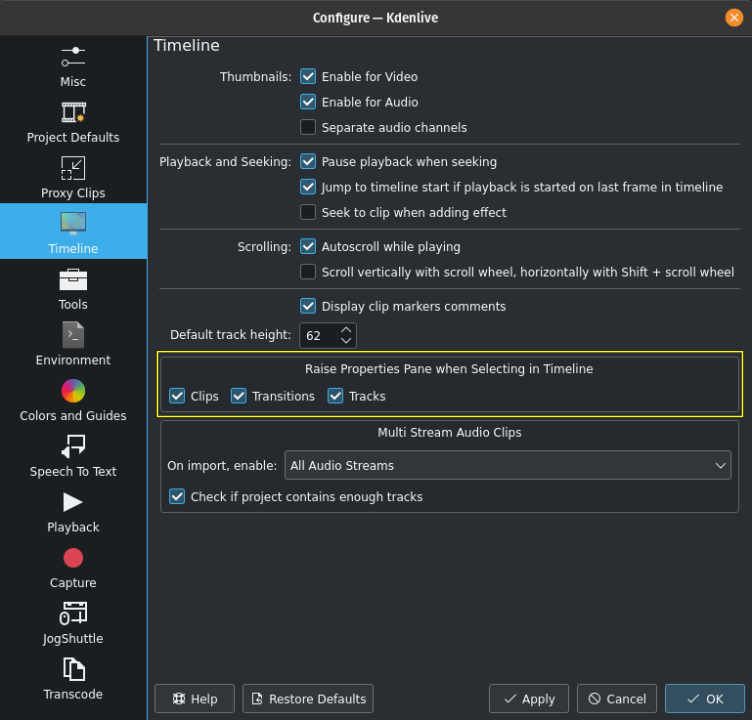 Configure — Kdenlive
Misc
Project Defaults
Proxy Clips
Timeline
Tools
Environment
Colors and Guides
Speech To Text
Playback
Capture
JogShuttle
Transcode
Timeline
Thumbnails: Enable for Video
Enable for Audio
Separate audio channels
Playback and Seeking: Pause playback when seeking
Jump to timeline start if playback is started on last frame in timeline
Seek to clip when adding effect
Scrolling: Autoscroll while playing
Scroll vertically with scroll wheel, horizontally with Shift + scroll wheel
Display clip markers comments
Default track height: 62
Raise Properties Pane when Selecting in Timeline
Clips Transitions Tracks
Multi Stream Audio Clips
On import, enable: All Audio Streams
Check if project contains enough tracks
Help Restore Defaults Apply Cancel OK